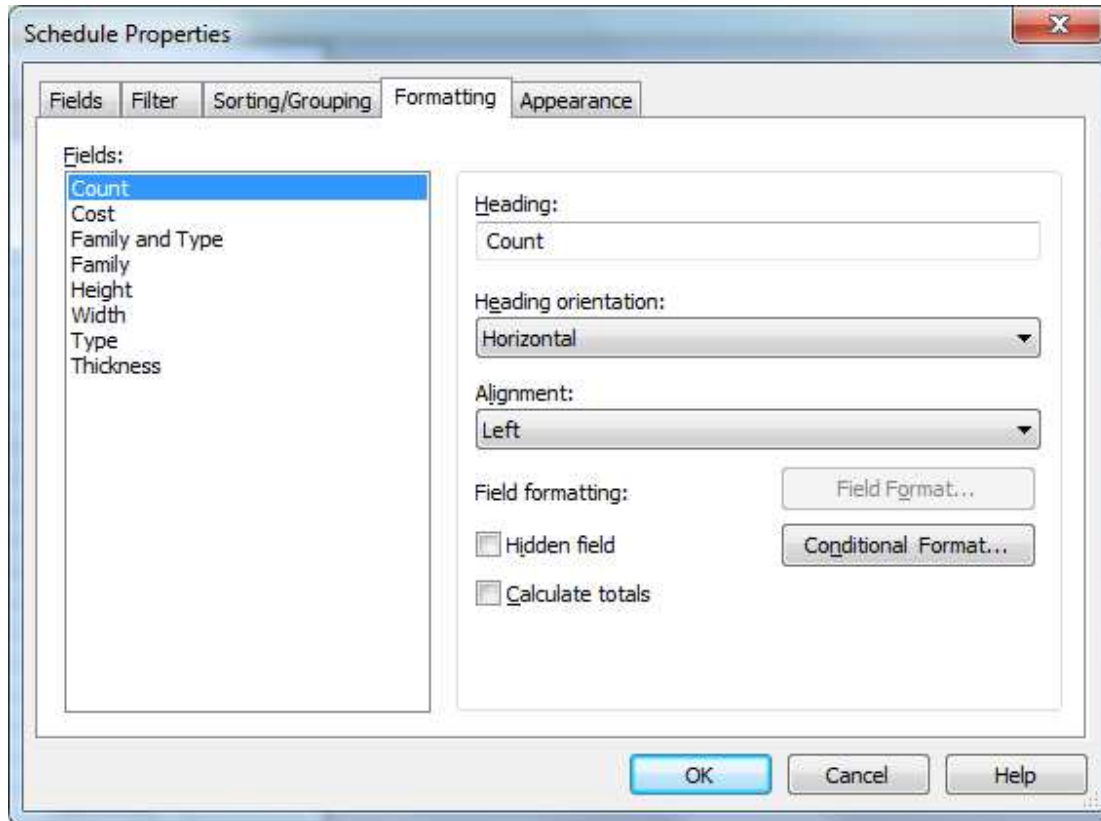 Schedule Properties
Fields Filter Sorting/Grouping Formatting Appearance
Fields:
Count
Cost
Family and Type
Family
Height
Width
Type
Thickness
Heading:
Count
Heading orientation:
Horizontal
Alignment:
Left
Field formatting: Field Format...
Hidden field Conditional Format...
Calculate totals
OK Cancel Help